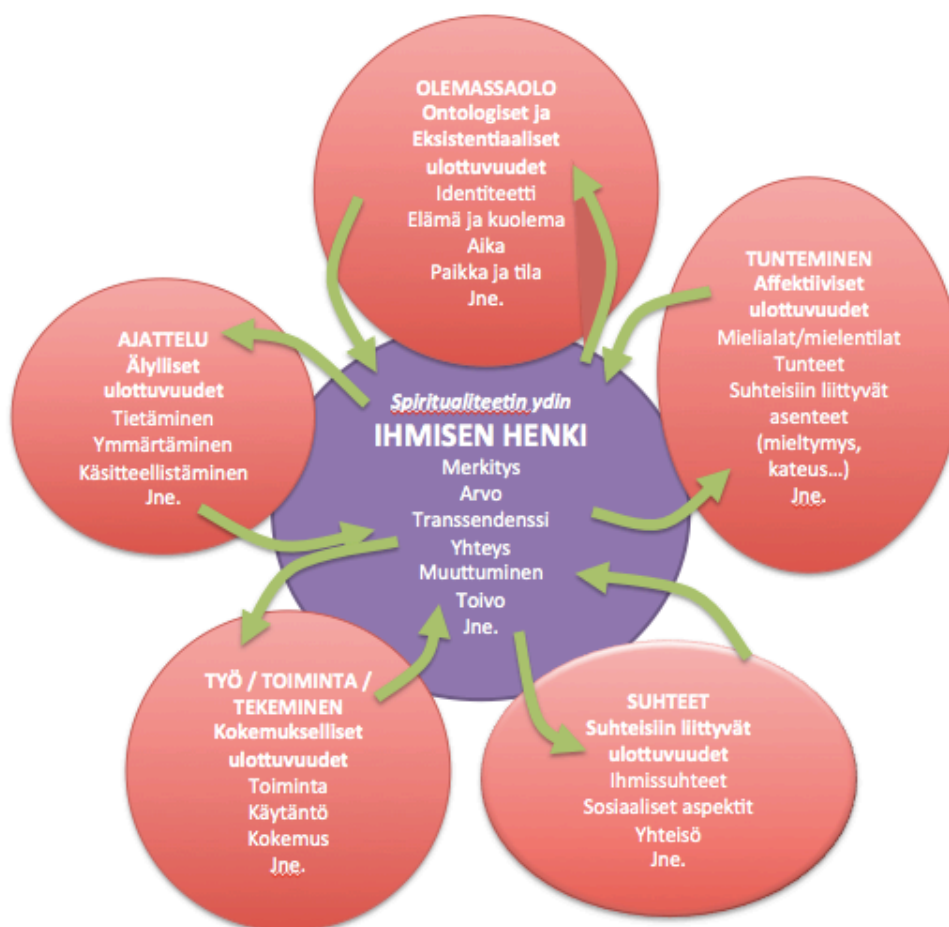 OLEMASSAOLO
Ontologiset ja
Eksistentiaaliset
ulottuvuudet
Identiteetti
Elämä ja kuolema
Aika
Paikka ja tila
Jne.
TUNTEMINEN
Affektiiviset
ulottuvuudet
Mielialat/mielentilat
Tunteet
Suhteisiin liittyvät
asenteet
(mieltymys,
kateus...)
Jne.
AJATTELU
Älylliset
ulottuvuudet
Tietäminen
Ymmärtäminen
Käsitteellistäminen
Jne.
Spiritualiteetin ydin
IHMISEN HENKI
Merkitys
Arvo
Transsendenssi
Yhteys
Muuttuminen
Toivo
Jne.
TYÖ / TOIMINTA /
TEKEMINEN
Kokemukselliset
ulottuvuudet
Toiminta
Käytäntö
Kokemus
Jne.
SUHTEET
Suhteisiin liittyvät
ulottuvuudet
Ihmissuhteet
Sosiaaliset aspektit
Yhteisö
Jne.